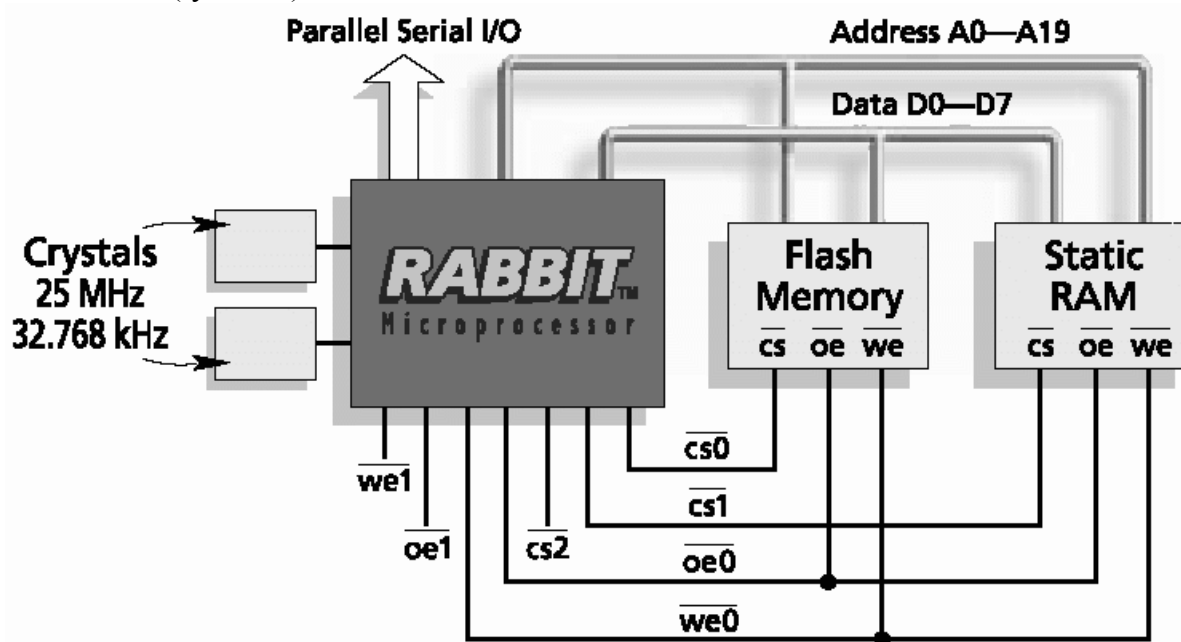 Parallel Serial I/O
Address A0—A19
Data D0—D7
Crystals
25 MHz
32.768 kHz
RABBIT™
Microprocessor
Flash
Memory
cs oe we
Static
RAM
cs oe we
cs0
we1
cs1
oe1
cs2
oe0
we0